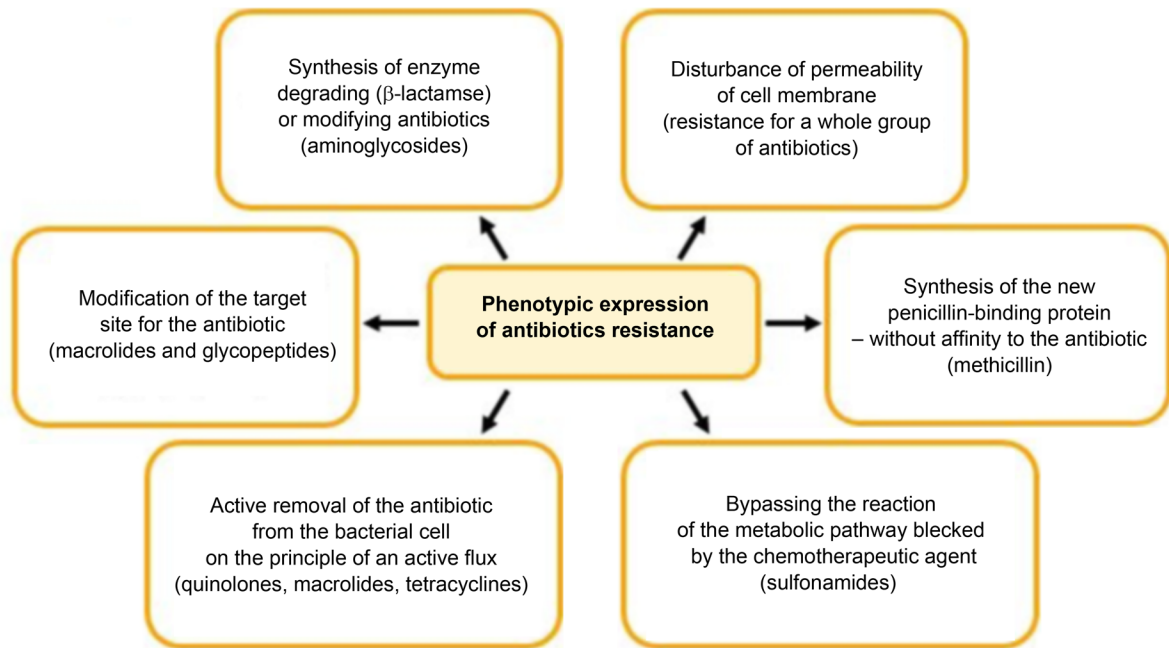 Synthesis of enzyme
degrading (β-lactamse)
or modifying antibiotics
(aminoglycosides)
Disturbance of permeability
of cell membrane
(resistance for a whole group
of antibiotics)
Modification of the target
site for the antibiotic
(macrolides and glycopeptides)
Phenotypic expression
of antibiotics resistance
Synthesis of the new
penicillin-binding protein
– without affinity to the antibiotic
(methicillin)
Active removal of the antibiotic
from the bacterial cell
on the principle of an active flux
(quinolones, macrolides, tetracyclines)
Bypassing the reaction
of the metabolic pathway blecked
by the chemotherapeutic agent
(sulfonamides)